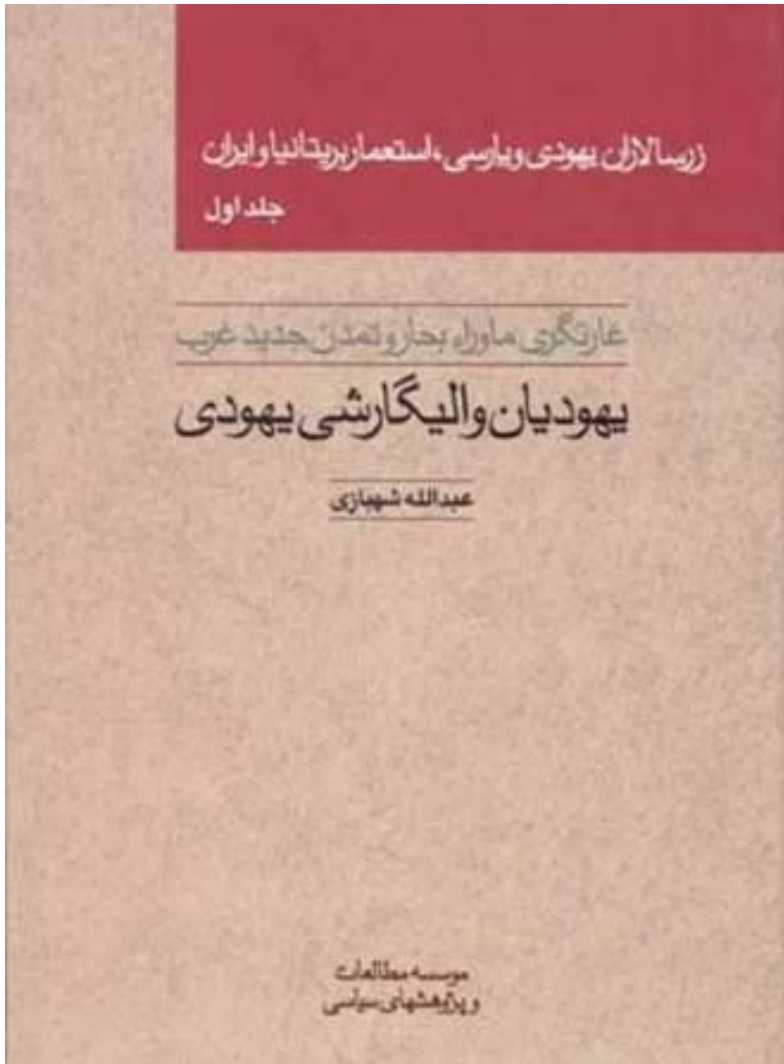 زرسالاران یهودی و پارسی، استعمار بریتانیا و ایران
جلد اول
غارتگری ماوراء بحار و تمدن جدید غرب
یهودیان و الیگارشی یهودی
عبدالله شهبازی
موسسه مطالعات
و پژوهشهای سیاسی